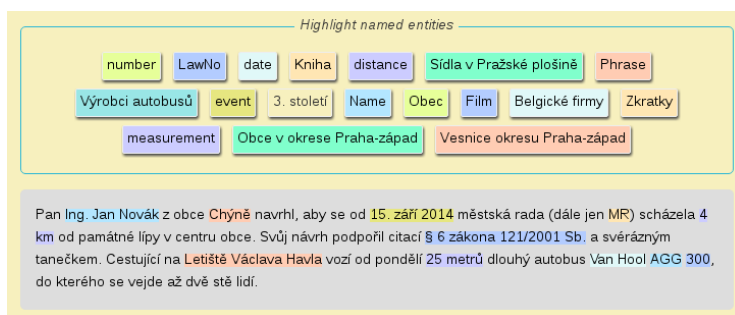 Highlight named entities
number LawNo date Kniha distance Sídla v Pražské plošině Phrase
Výrobci autobusů event 3. století Name Obec Film Belgické firmy Zkratky
measurement Obce v okrese Praha-západ Vesnice okresu Praha-západ
Pan Ing. Jan Novák z obce Chýně navrhl, aby se od 15. září 2014 městská rada (dále jen MR) scházela 4
km od památné lípy v centru obce. Svůj návrh podpořil citací § 6 zákona 121/2001 Sb. a svérázným
tanečkem. Cestující na Letiště Václava Havla vozí od pondělí 25 metrů dlouhý autobus Van Hool AGG 300,
do kterého se vejde až dvě stě lidí.